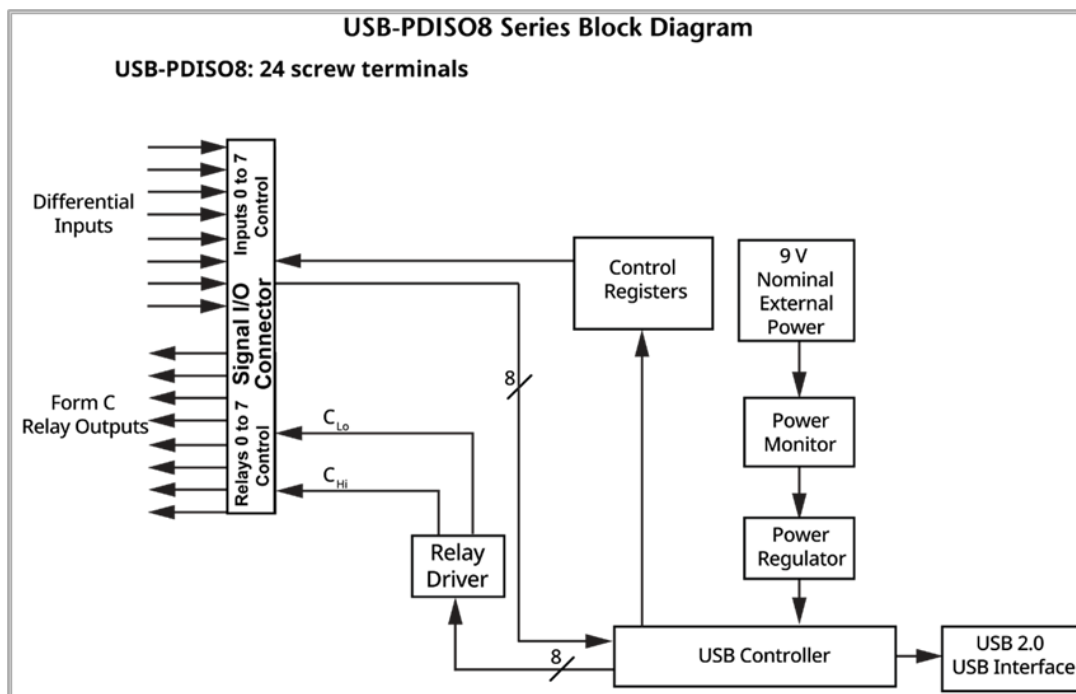 USB-PDISO8 Series Block Diagram
USB-PDISO8: 24 screw terminals
Differential
Inputs
Inputs 0 to 7
Control
Signal I/O
Connector
Form C
Relay Outputs
Relays 0 to 7
Control
C Lo
C Hi
8
Relay
Driver
8
Control
Registers
9 V
Nominal
External
Power
Power
Monitor
Power
Regulator
USB Controller
USB 2.0
USB Interface